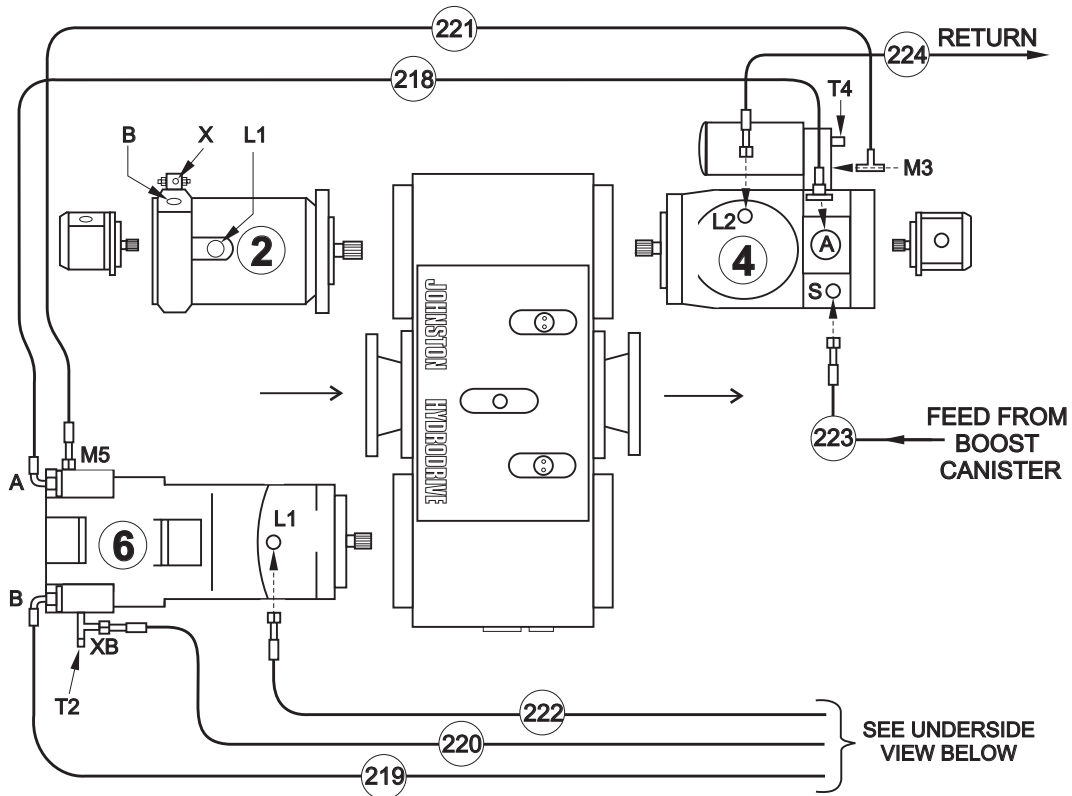 221
RETURN
224
218
T4
B
X
L1
M3
L2
2
4
A
S
JOHNSTON HYDRODRIVE
223
FEED FROM
BOOST
CANISTER
M5
A
L1
6
B
XB
T2
222
220
219
SEE UNDERSIDE
VIEW BELOW